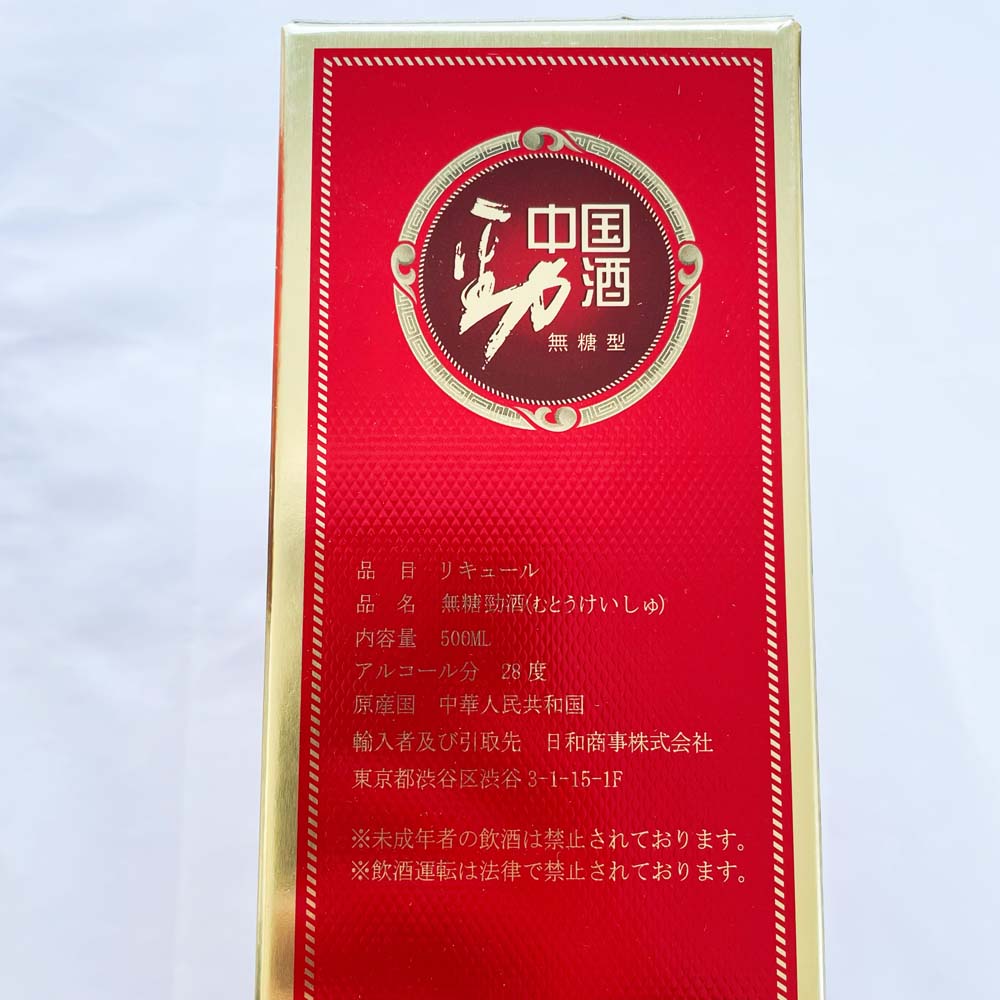 中国
勁酒
無糖型
品目 リキュール
品名 無糖勁酒(むとうけいしゅ)
内容量 500ML
アルコール分 28度
原産国 中華人民共和国
輸入者及び引取先 日和商事株式会社
東京都渋谷区渋谷3-1-15-1F
※未成年者の飲酒は禁止されております。
※飲酒運転は法律で禁止されております。